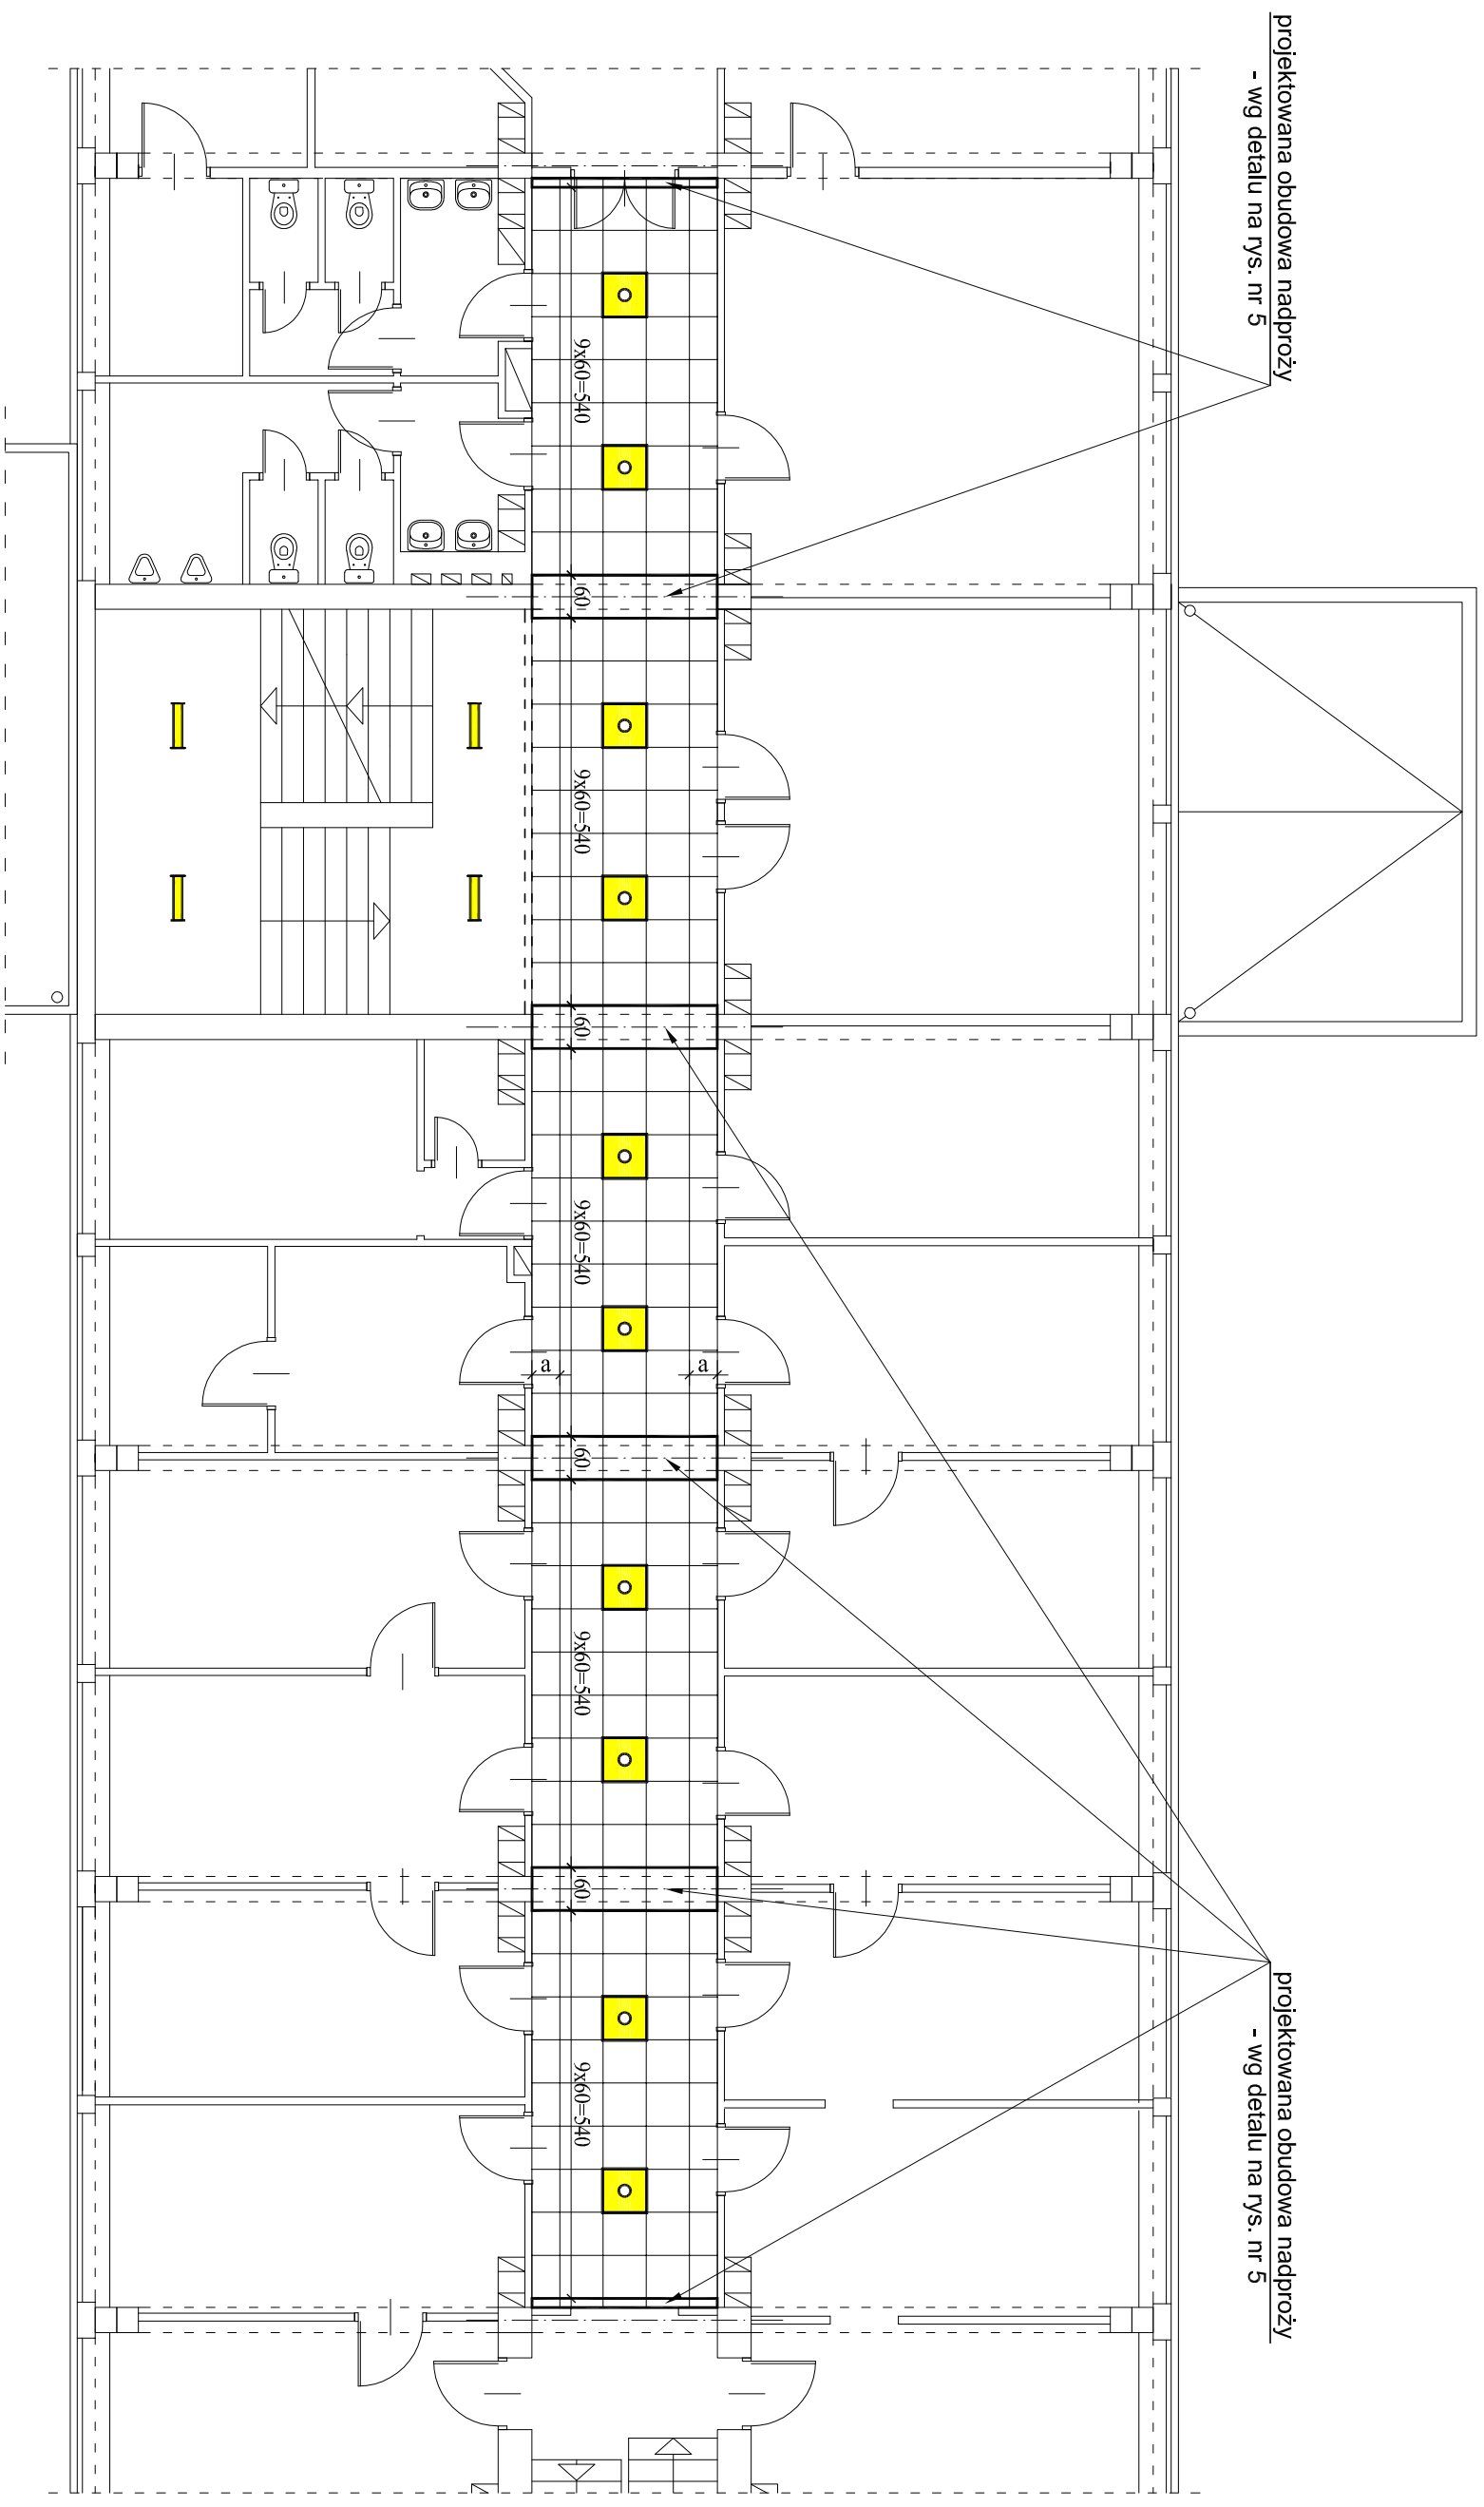 projektowana obudowa nadproży
- wg detalu na rys. nr 5
9x60=540
60
9x60=540
60
9x60=540
a
a
60
9x60=540
60
9x60=540
projektowana obudowa nadproży
- wg detalu na rys. nr 5